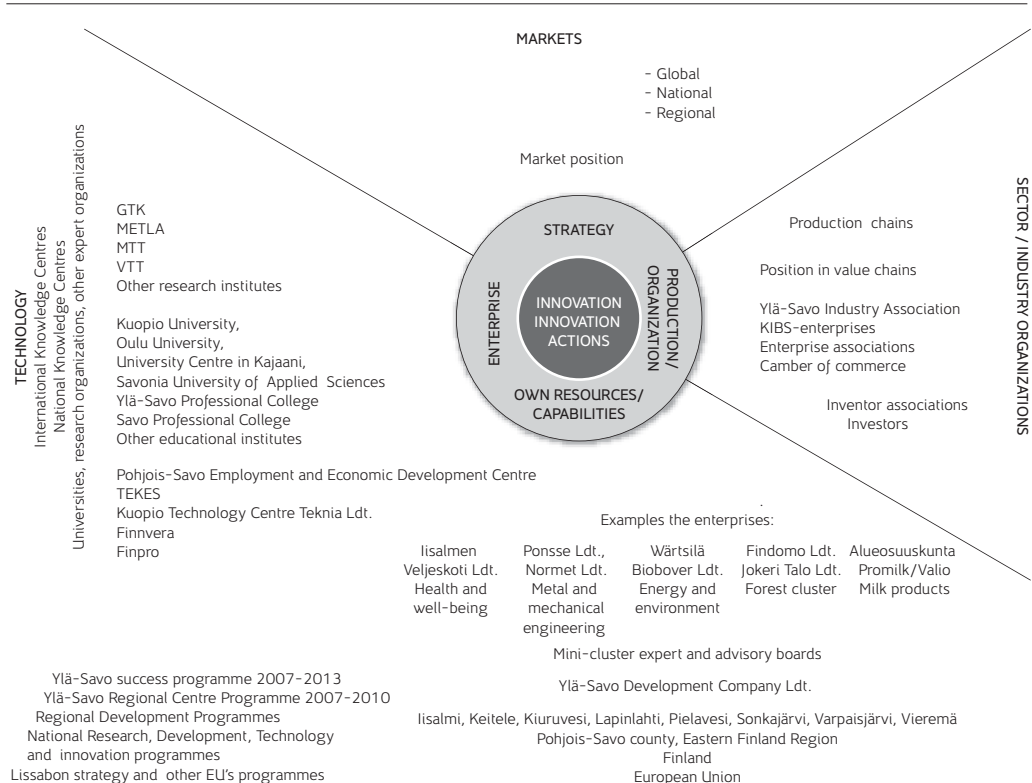 MARKETS
- Global
- National
- Regional
Market position
TECHNOLOGY
International Knowledge Centres
National Knowledge Centres
Universities, research organizations, other expert organizations
GTK
METLA
MTT
VTT
Other research institutes
Kuopio University,
Oulu University,
University Centre in Kajaani,
Savonia University of Applied Sciences
Ylä-Savo Professional College
Savo Professional College
Other educational institutes
Pohjois-Savo Employment and Economic Development Centre
TEKES
Kuopio Technology Centre Teknia Ldt.
Finnvera
Finpro
STRATEGY
ENTERPRISE
INNOVATION
INNOVATION
ACTIONS
PRODUCTION/
ORGANIZATION
OWN RESOURCES/
CAPABILITIES
SECTOR / INDUSTRY ORGANIZATIONS
Production chains
Position in value chains
Ylä-Savo Industry Association
KIBS-enterprises
Enterprise associations
Camber of commerce
Inventor associations
Investors
Examples the enterprises:
Iisalmen
Veljeskoti Ldt.
Health and
well-being
Ponsse Ldt.,
Normet Ldt.
Metal and
mechanical
engineering
Wärtsilä
Biobover Ldt.
Energy and
environment
Findomo Ldt.
Jokeri Talo Ldt.
Forest cluster
Alueosuuskunta
Promilk/Valio
Milk products
Mini-cluster expert and advisory boards
Ylä-Savo Development Company Ldt.
Iisalmi, Keitele, Kiuruvesi, Lapinlahti, Pielavesi, Sonkajärvi, Varpaisjärvi, Vieremä
Pohjois-Savo county, Eastern Finland Region
Finland
European Union
Ylä-Savo success programme 2007-2013
Ylä-Savo Regional Centre Programme 2007-2010
Regional Development Programmes
National Research, Development, Technology
and innovation programmes
Lissabon strategy and other EU's programmes